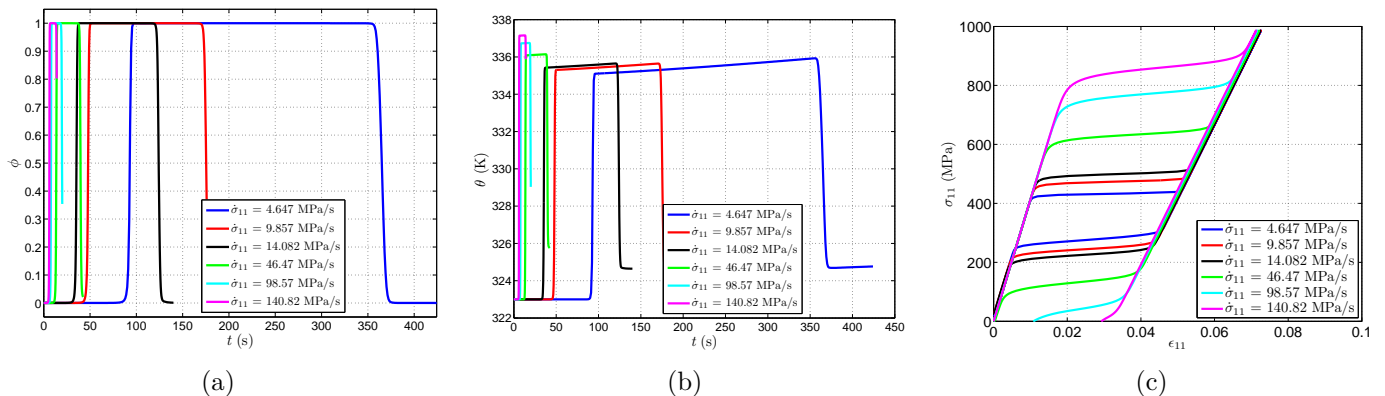 1
0.9
0.8
0.7
0.6
0.5
0.4
0.3
0.2
0.1
0
ϕ
0 50 100 150 200 250 300 350 400
t (s)
σ̇₁₁ = 4.647 MPa/s
σ̇₁₁ = 9.857 MPa/s
σ̇₁₁ = 14.082 MPa/s
σ̇₁₁ = 46.47 MPa/s
σ̇₁₁ = 98.57 MPa/s
σ̇₁₁ = 140.82 MPa/s
(a)
338
336
334
332
330
328
326
324
322
θ (K)
0 50 100 150 200 250 300 350 400 450
t (s)
σ̇₁₁ = 4.647 MPa/s
σ̇₁₁ = 9.857 MPa/s
σ̇₁₁ = 14.082 MPa/s
σ̇₁₁ = 46.47 MPa/s
σ̇₁₁ = 98.57 MPa/s
σ̇₁₁ = 140.82 MPa/s
(b)
1000
800
600
400
200
0
σ₁₁ (MPa)
0 0.02 0.04 0.06 0.08 0.1
ϵ₁₁
σ̇₁₁ = 4.647 MPa/s
σ̇₁₁ = 9.857 MPa/s
σ̇₁₁ = 14.082 MPa/s
σ̇₁₁ = 46.47 MPa/s
σ̇₁₁ = 98.57 MPa/s
σ̇₁₁ = 140.82 MPa/s
(c)